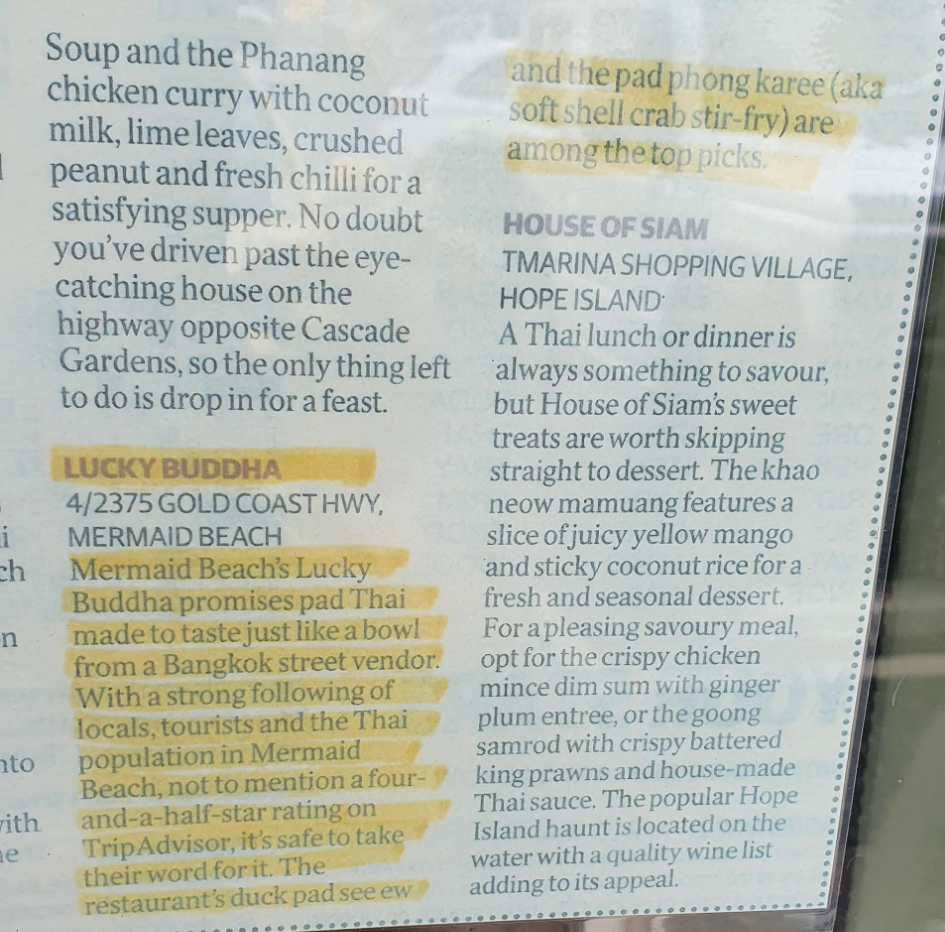 Soup and the Phanang
chicken curry with coconut
milk, lime leaves, crushed
peanut and fresh chilli for a
satisfying supper. No doubt
you've driven past the eye-
catching house on the
highway opposite Cascade
Gardens, so the only thing left
to do is drop in for a feast.
LUCKY BUDDHA
4/2375 GOLD COAST HWY,
MERMAID BEACH
Mermaid Beach's Lucky
Buddha promises pad Thai
made to taste just like a bowl
from a Bangkok street vendor.
With a strong following of
locals, tourists and the Thai
population in Mermaid
Beach, not to mention a four-
and-a-half-star rating on
TripAdvisor, it's safe to take
their word for it. The
restaurant's duck pad see ew
and the pad phong karee (aka
soft shell crab stir-fry) are
among the top picks.
HOUSE OF SIAM
TMARINA SHOPPING VILLAGE,
HOPE ISLAND
A Thai lunch or dinner is
always something to savour,
but House of Siam's sweet
treats are worth skipping
straight to dessert. The khao
neow mamuang features a
slice of juicy yellow mango
and sticky coconut rice for a
fresh and seasonal dessert.
For a pleasing savoury meal,
opt for the crispy chicken
mince dim sum with ginger
plum entree, or the goong
samrod with crispy battered
king prawns and house-made
Thai sauce. The popular Hope
Island haunt is located on the
water with a quality wine list
adding to its appeal.